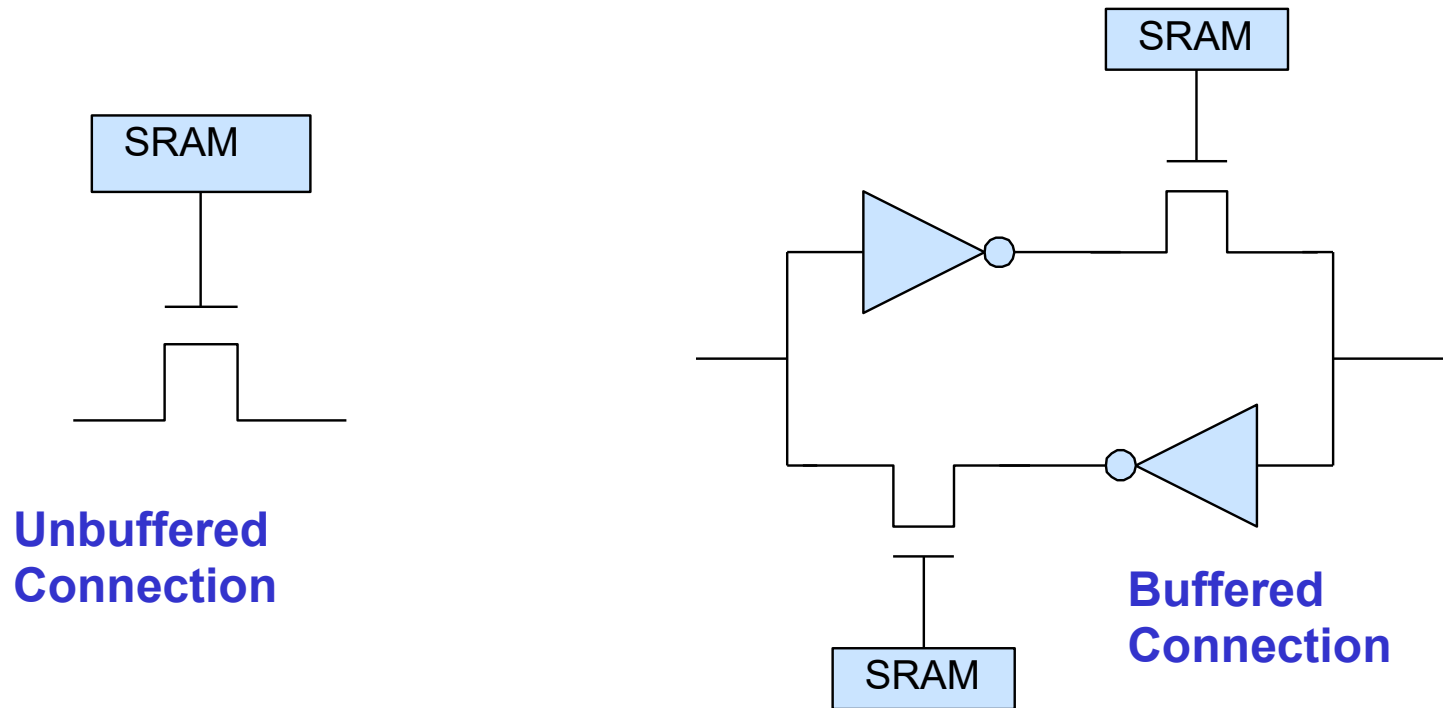 SRAM
SRAM
Unbuffered
Connection
Buffered
Connection
SRAM